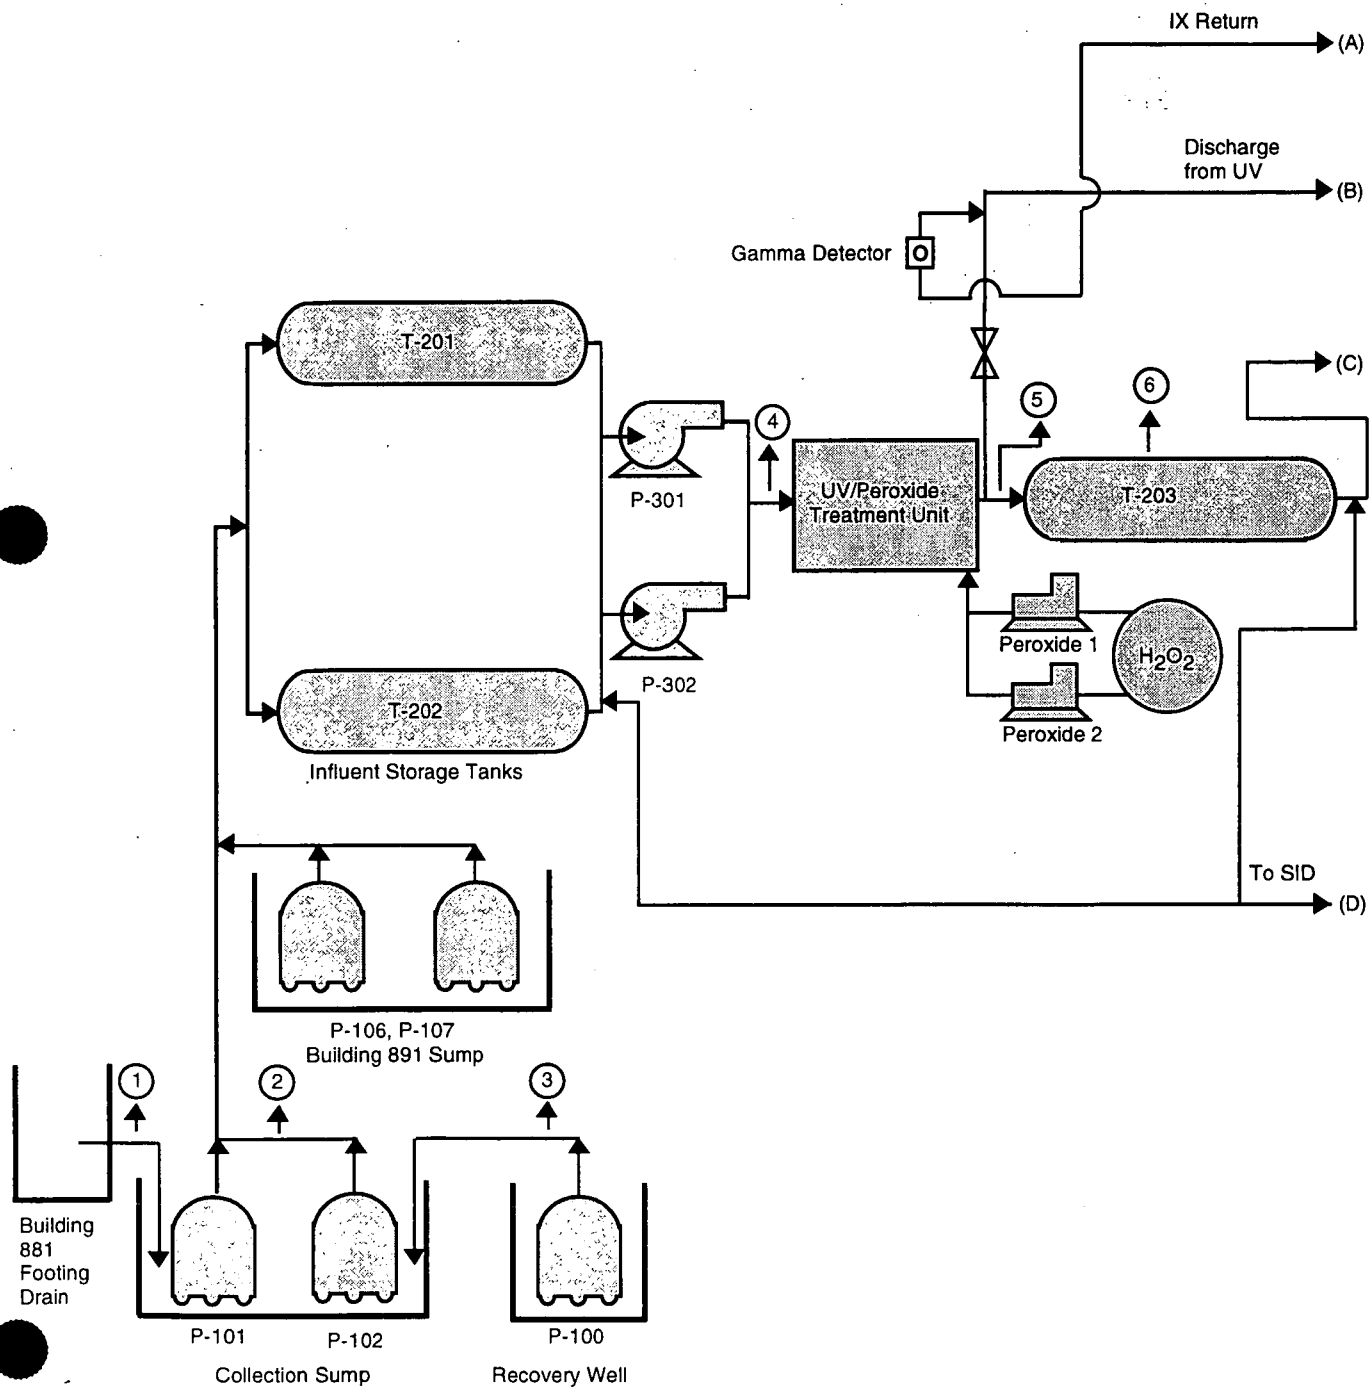 IX Return
(A)
Discharge
from UV
(B)
Gamma Detector
O
T-201
(C)
6
5
4
P-301
UV/Peroxide
Treatment Unit
T-203
Peroxide 1
H₂O₂
P-302
T-202
Peroxide 2
Influent Storage Tanks
To SID
(D)
P-106, P-107
Building 891 Sump
1
2
3
Building
881
Footing
Drain
P-101
P-102
P-100
Collection Sump
Recovery Well